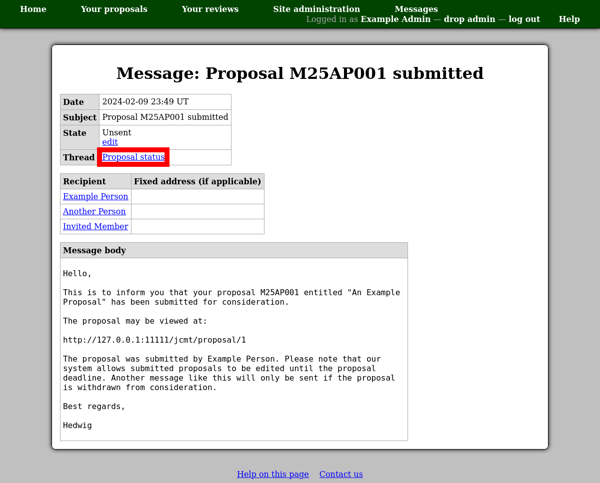 Home Your proposals Your reviews Site administration Messages
Logged in as Example Admin — drop admin — log out Help
Message: Proposal M25AP001 submitted
Date 2024-02-09 23:49 UT
Subject Proposal M25AP001 submitted
State Unsent
edit
Thread Proposal status
Recipient Fixed address (if applicable)
Example Person
Another Person
Invited Member
Message body
Hello,
This is to inform you that your proposal M25AP001 entitled "An Example
Proposal" has been submitted for consideration.
The proposal may be viewed at:
http://127.0.0.1:11111/jcmt/proposal/1
The proposal was submitted by Example Person. Please note that our
system allows submitted proposals to be edited until the proposal
deadline. Another message like this will only be sent if the proposal
is withdrawn from consideration.
Best regards,
Hedwig
Help on this page Contact us